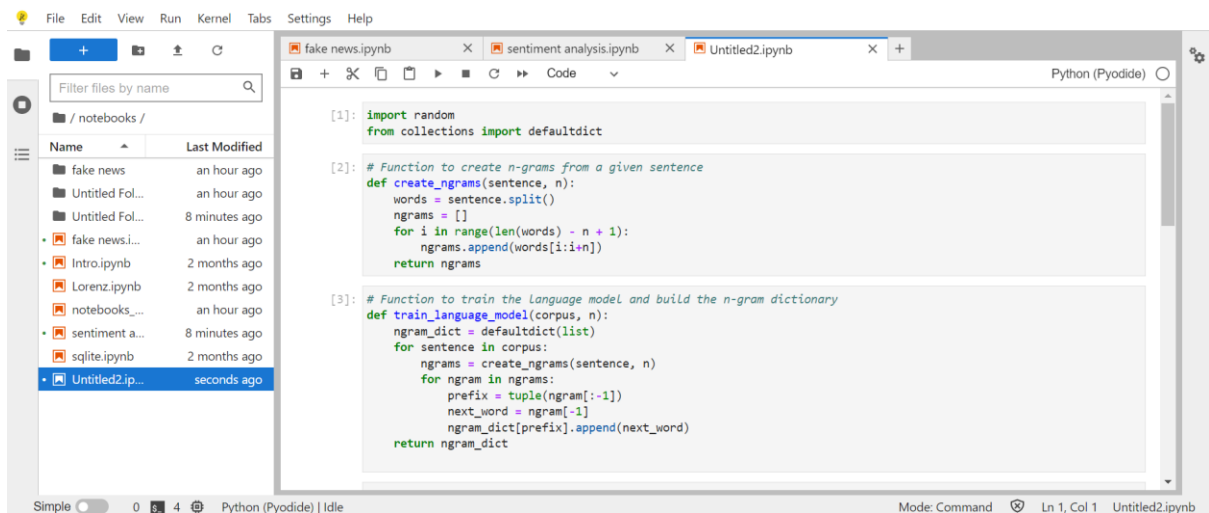 File Edit View Run Kernel Tabs Settings Help
fake news.ipynb × sentiment analysis.ipynb × Untitled2.ipynb × +
Code
Python (Pyodide)
Filter files by name
/ notebooks /
Name Last Modified
fake news an hour ago
Untitled Fol... an hour ago
Untitled Fol... 8 minutes ago
fake news.i... an hour ago
Intro.ipynb 2 months ago
Lorenz.ipynb 2 months ago
notebooks_... an hour ago
sentiment a... 8 minutes ago
sqlite.ipynb 2 months ago
Untitled2.ip... seconds ago
[1]: import random
from collections import defaultdict
[2]: # Function to create n-grams from a given sentence
def create_ngrams(sentence, n):
    words = sentence.split()
    ngrams = []
    for i in range(len(words) - n + 1):
        ngrams.append(words[i:i+n])
    return ngrams
[3]: # Function to train the language model and build the n-gram dictionary
def train_language_model(corpus, n):
    ngram_dict = defaultdict(list)
    for sentence in corpus:
        ngrams = create_ngrams(sentence, n)
        for ngram in ngrams:
            prefix = tuple(ngram[:-1])
            next_word = ngram[-1]
            ngram_dict[prefix].append(next_word)
    return ngram_dict
Simple 0 4 Python (Pyodide) | Idle Mode: Command Ln 1, Col 1 Untitled2.ipynb